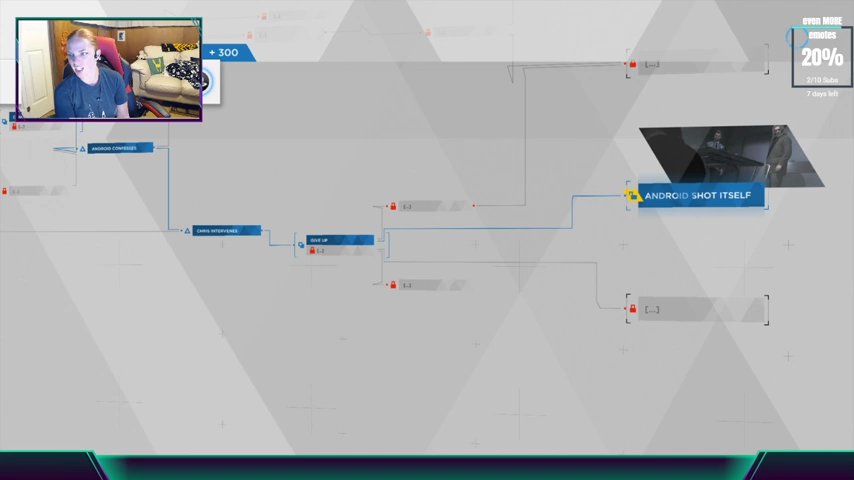 even MORE
emotes
20%
2/10 Subs
7 days left
+ 300
[...]
ANDROID CONFESSES
ANDROID SHOT ITSELF
[...]
CHRIS INTERVENES
GIVE UP
[...]
[...]
[...]